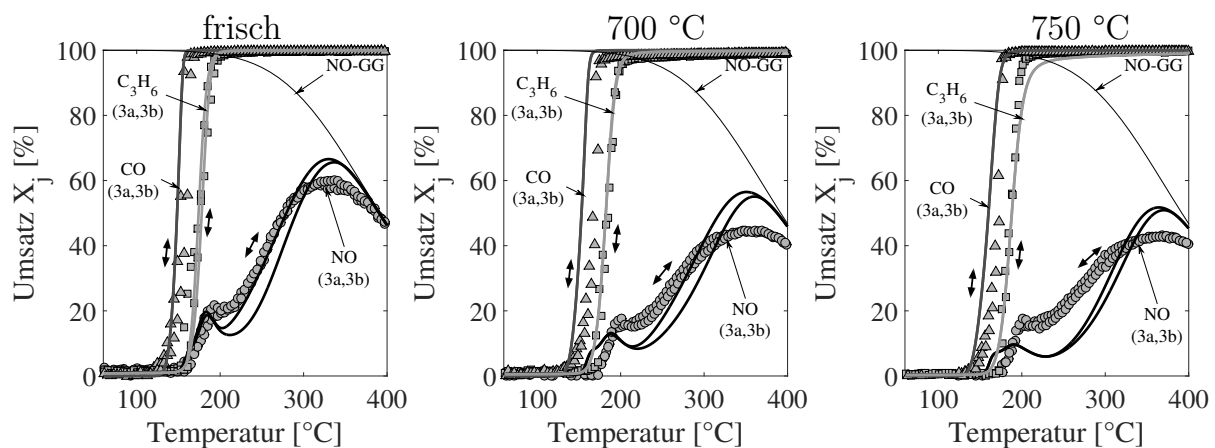 frisch
Umsatz X_j [%]
100
80
60
40
20
0
100
200
300
400
Temperatur [°C]
C₃H₆
(3a,3b)
CO
(3a,3b)
NO-GG
NO
(3a,3b)
700 °C
Umsatz X_j [%]
100
80
60
40
20
0
100
200
300
400
Temperatur [°C]
C₃H₆
(3a,3b)
CO
(3a,3b)
NO-GG
NO
(3a,3b)
750 °C
Umsatz X_j [%]
100
80
60
40
20
0
100
200
300
400
Temperatur [°C]
C₃H₆
(3a,3b)
CO
(3a,3b)
NO-GG
NO
(3a,3b)